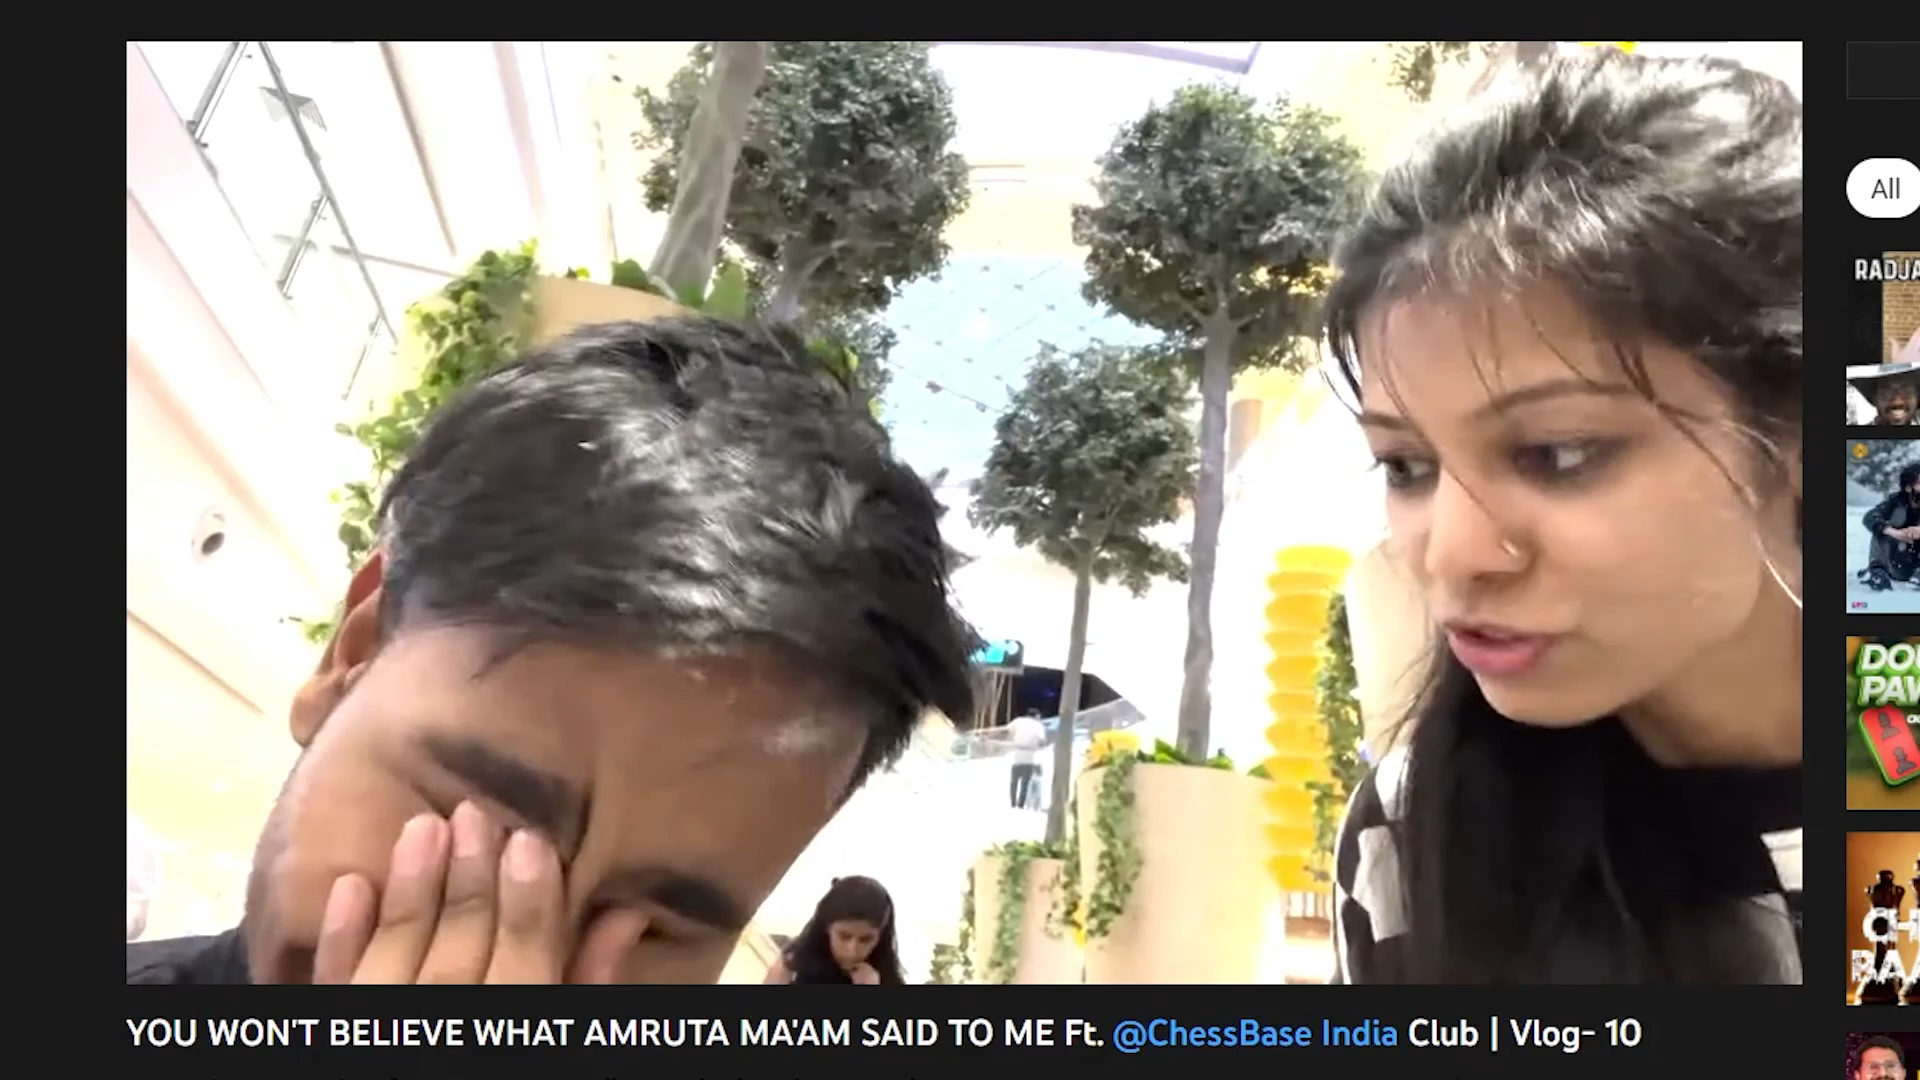 All
YOU WON'T BELIEVE WHAT AMRUTA MA'AM SAID TO ME Ft. @ChessBase India Club | Vlog- 10